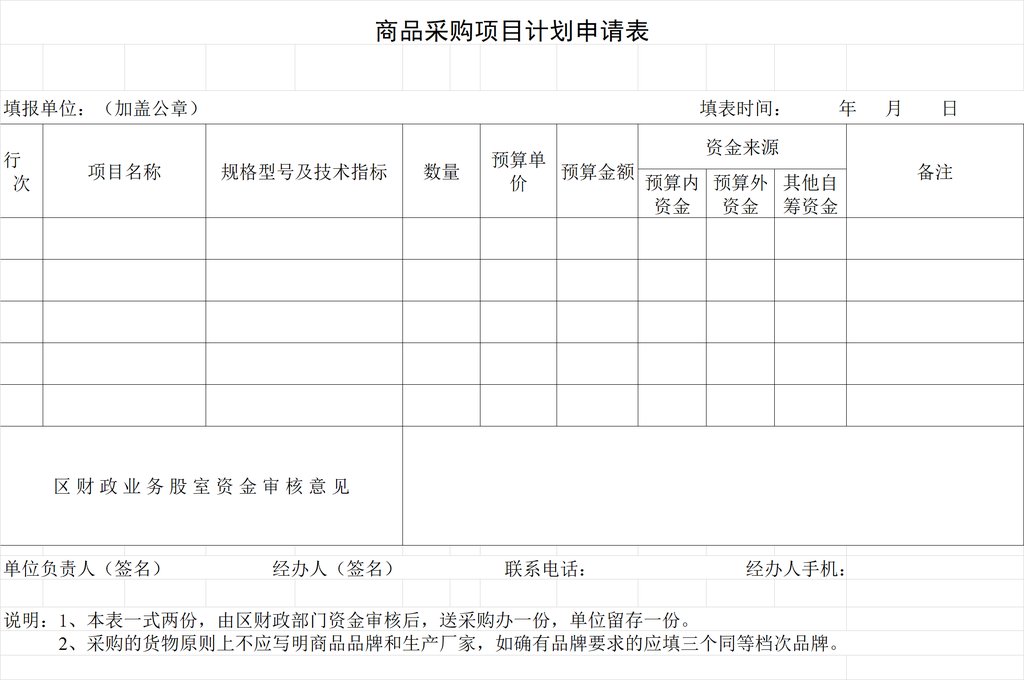 商品采购项目计划申请表
填报单位：（加盖公章） 填表时间： 年 月 日
行次 项目名称 规格型号及技术指标 数量 预算单价 预算金额 资金来源 备注
预算内资金 预算外资金 其他自筹资金
区财政业务股室资金审核意见
单位负责人（签名） 经办人（签名） 联系电话： 经办人手机：
说明：1、本表一式两份，由区财政部门资金审核后，送采购办一份，单位留存一份。
2、采购的货物原则上不应写明商品品牌和生产厂家，如确有品牌要求的应填三个同等档次品牌。